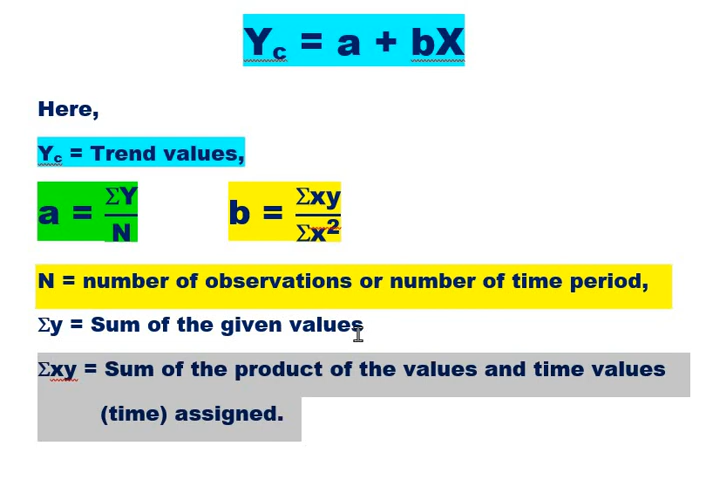 Yc = a + bX
Here,
Yc = Trend values,
a = ΣY/N b = Σxy/Σx²
N = number of observations or number of time period,
Σy = Sum of the given values
Σxy = Sum of the product of the values and time values
(time) assigned.